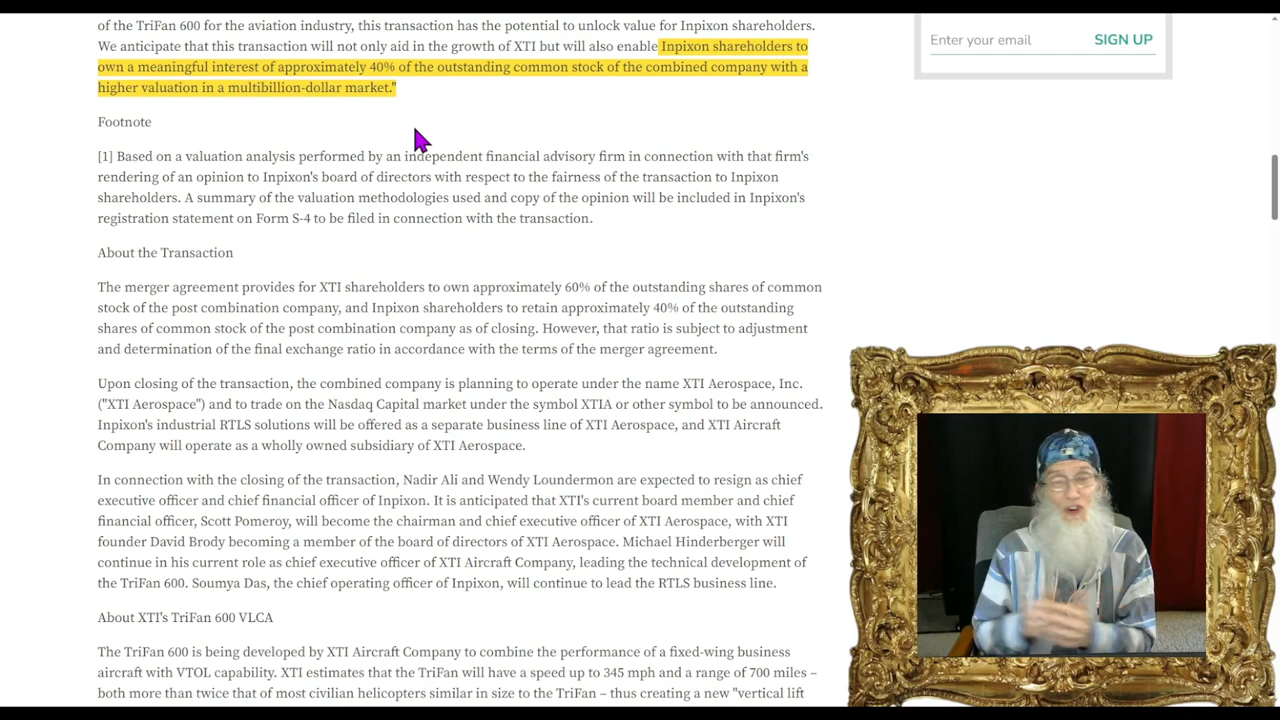 of the TriFan 600 for the aviation industry, this transaction has the potential to unlock value for Inpixon shareholders.
We anticipate that this transaction will not only aid in the growth of XTI but will also enable Inpixon shareholders to
own a meaningful interest of approximately 40% of the outstanding common stock of the combined company with a
higher valuation in a multibillion-dollar market."
Footnote
[1] Based on a valuation analysis performed by an independent financial advisory firm in connection with that firm's
rendering of an opinion to Inpixon's board of directors with respect to the fairness of the transaction to Inpixon
shareholders. A summary of the valuation methodologies used and copy of the opinion will be included in Inpixon's
registration statement on Form S-4 to be filed in connection with the transaction.
About the Transaction
The merger agreement provides for XTI shareholders to own approximately 60% of the outstanding shares of common
stock of the post combination company, and Inpixon shareholders to retain approximately 40% of the outstanding
shares of common stock of the post combination company as of closing. However, that ratio is subject to adjustment
and determination of the final exchange ratio in accordance with the terms of the merger agreement.
Upon closing of the transaction, the combined company is planning to operate under the name XTI Aerospace, Inc.
("XTI Aerospace") and to trade on the Nasdaq Capital market under the symbol XTIA or other symbol to be announced.
Inpixon's industrial RTLS solutions will be offered as a separate business line of XTI Aerospace, and XTI Aircraft
Company will operate as a wholly owned subsidiary of XTI Aerospace.
In connection with the closing of the transaction, Nadir Ali and Wendy Loundermon are expected to resign as chief
executive officer and chief financial officer of Inpixon. It is anticipated that XTI's current board member and chief
financial officer, Scott Pomeroy, will become the chairman and chief executive officer of XTI Aerospace, with XTI
founder David Brody becoming a member of the board of directors of XTI Aerospace. Michael Hinderberger will
continue in his current role as chief executive officer of XTI Aircraft Company, leading the technical development of
the TriFan 600. Soumya Das, the chief operating officer of Inpixon, will continue to lead the RTLS business line.
About XTI's TriFan 600 VLCA
The TriFan 600 is being developed by XTI Aircraft Company to combine the performance of a fixed-wing business
aircraft with VTOL capability. XTI estimates that the TriFan will have a speed up to 345 mph and a range of 700 miles –
both more than twice that of most civilian helicopters similar in size to the TriFan – thus creating a new "vertical lift
Enter your email
SIGN UP